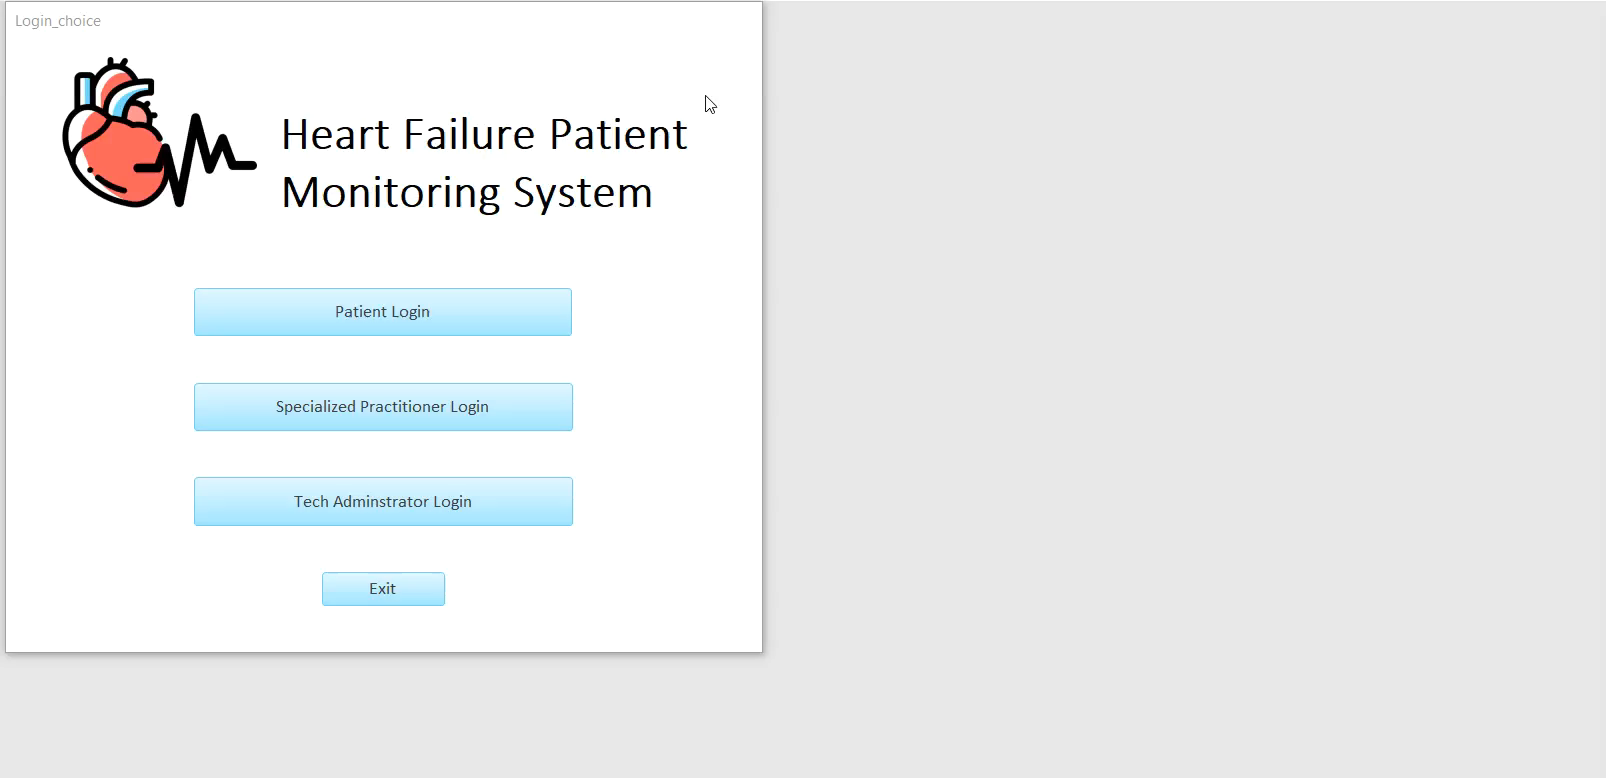 Login_choice
Heart Failure Patient
Monitoring System
Patient Login
Specialized Practitioner Login
Tech Adminstrator Login
Exit